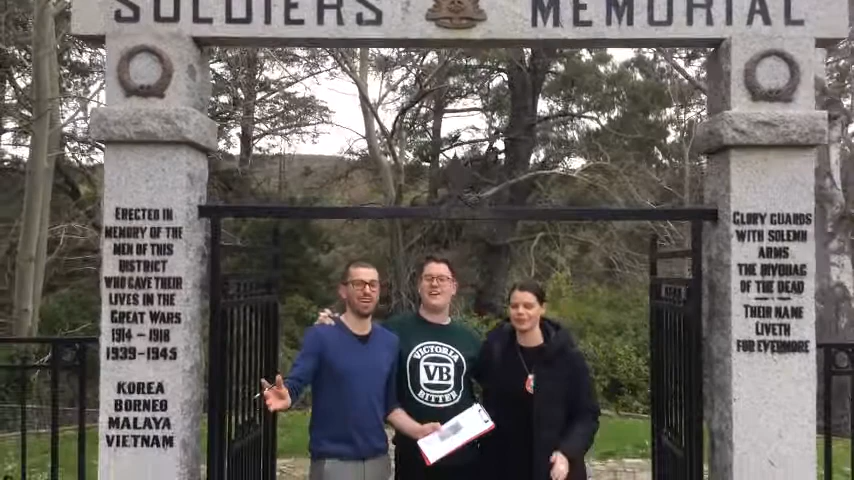 SOLDIERS MEMORIAL
ERECTED IN
MEMORY OF THE
MEN OF THIS
DISTRICT
WHO GAVE THEIR
LIVES IN THE
GREAT WARS
1914 - 1918
1939 - 1945
KOREA
BORNEO
MALAYA
VIETNAM
GLORY GUARDS
WITH SOLEMN
ARMS
THE BIVOUAC
OF THE DEAD
THEIR NAME
LIVETH
FOR EVERMORE
VICTORIA
VB
BITTER